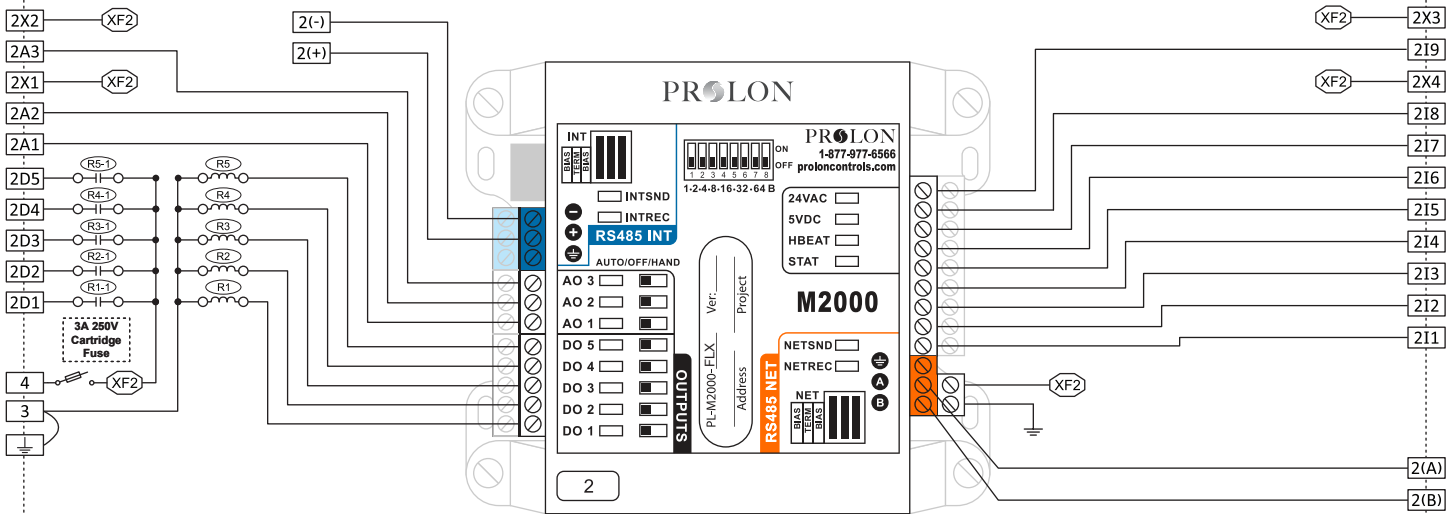 2X2
XF2
2A3
2X1
XF2
2A2
2A1
2D5
R5-1
R5
2D4
R4-1
R4
2D3
R3-1
R3
2D2
R2-1
R2
2D1
R1-1
R1
3A 250V
Cartridge
Fuse
4
XF2
3
2(-)
2(+)
PROLON
INT
BIAS
TERM
BIAS
INTSND
INTREC
RS485 INT
AUTO/OFF/HAND
AO 3
AO 2
AO 1
DO 5
DO 4
DO 3
DO 2
DO 1
OUTPUTS
2
ON
OFF
1 2 3 4 5 6 7 8
1-2-4-8-16-32-64 B
PROLON
1-877-977-6566
proloncontrols.com
24VAC
5VDC
HBEAT
STAT
M2000
PL-M2000-FLX Ver:
Address Project
RS485 NET
NETSND
NETREC
A
B
NET
BIAS
TERM
BIAS
XF2
2X3
2I9
XF2
2X4
2I8
2I7
2I6
2I5
2I4
2I3
2I2
2I1
XF2
2(A)
2(B)